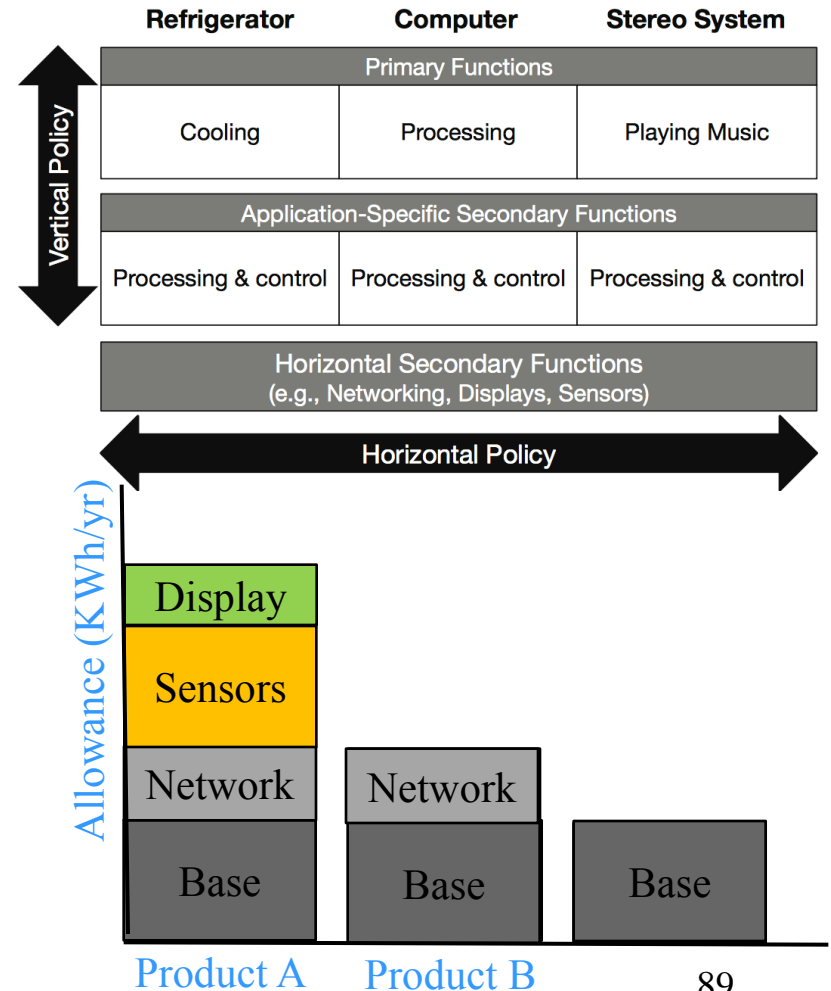 Refrigerator Computer Stereo System
Vertical Policy
Primary Functions
Cooling Processing Playing Music
Application-Specific Secondary Functions
Processing & control Processing & control Processing & control
Horizontal Secondary Functions
(e.g., Networking, Displays, Sensors)
Horizontal Policy
Allowance (KWh/yr)
Display
Sensors
Network Network
Base Base Base
Product A Product B
89